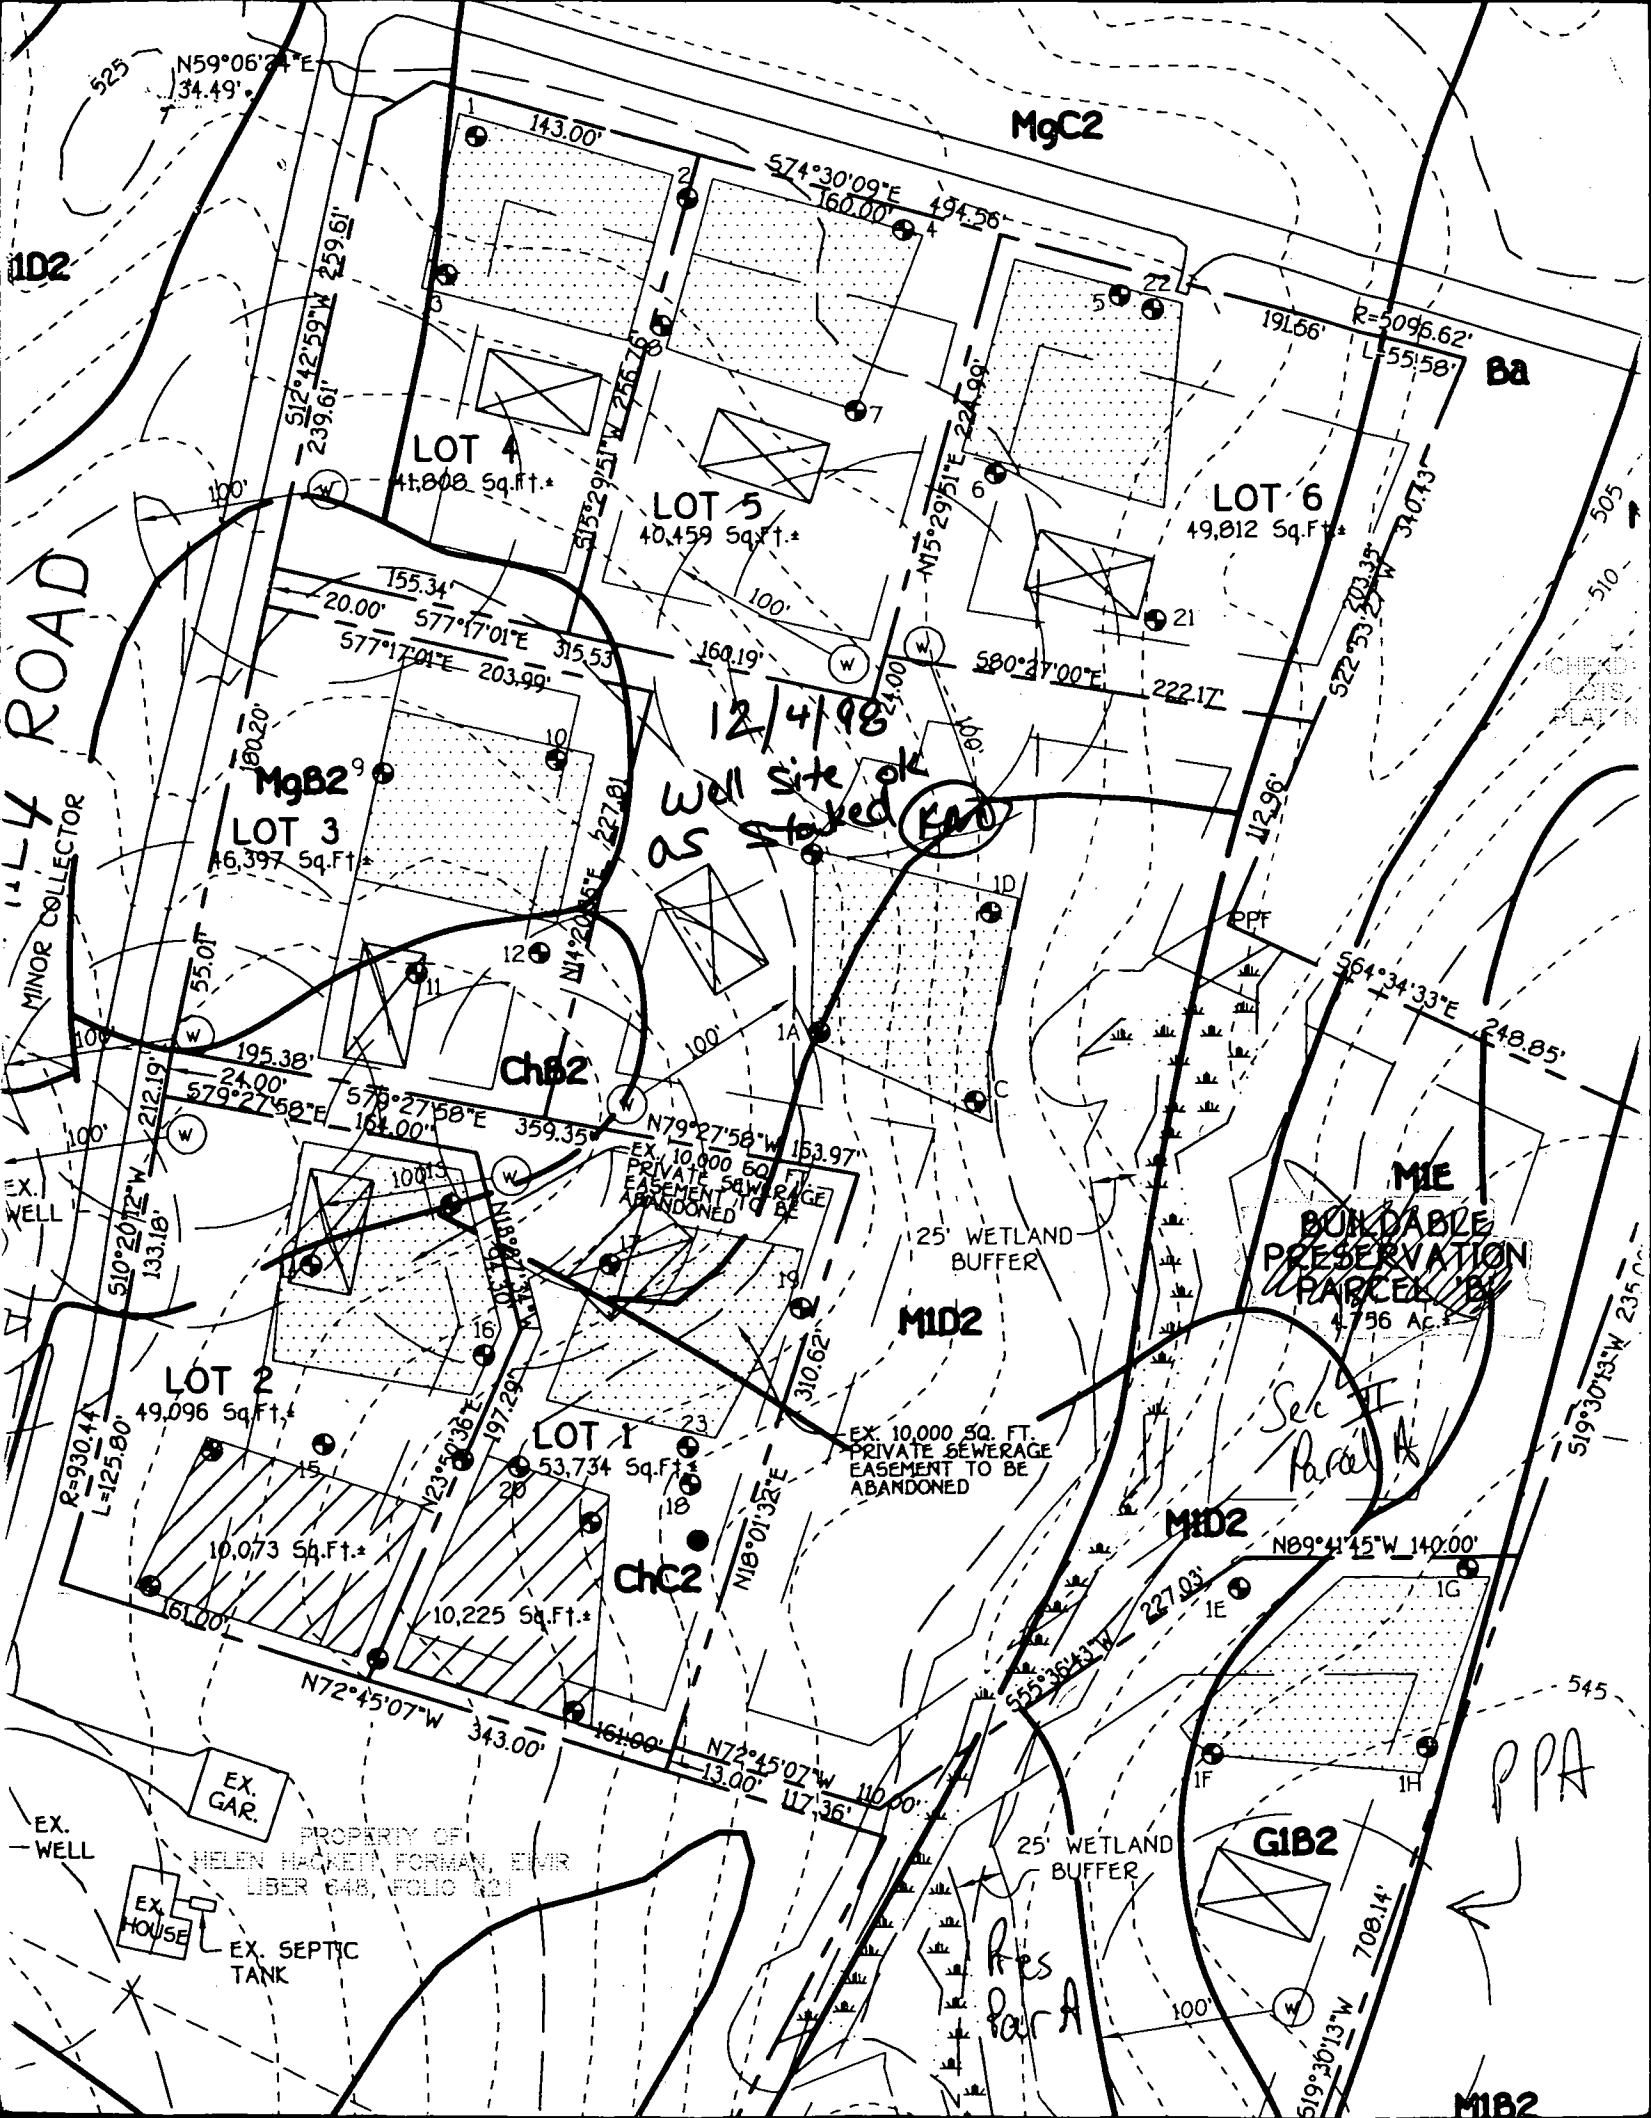 525
N59°06'24"E
34.49'
1
143.00'
MgC2
2
S74°30'09"E
160.00'
494.56'
4
1D2
259.61'
3
5
22
191.56'
R=5096.62'
L=55.58'
Ba
S12°42'59"W
239.61'
8
S15°29'51"W 256.76'
7
N15°29'51"E 224.99'
6
LOT 4
41,808 Sq.Ft.±
LOT 5
40,459 Sq.Ft.±
LOT 6
49,812 Sq.Ft.±
340.43'
203.35'
S22°53'27"W
505
510
100'
W
ROAD
155.34'
20.00'
S77°17'01"E
S77°17'01"E
315.53'
203.99'
160.19'
100'
W
W
24.00'
S80°27'00"E
222.17'
21
100'
12/4/98
Well site ok
as staked
180.20'
MgB2
9
10
227.81
LOT 3
46,397 Sq.Ft.±
112.96'
MINOR COLLECTOR
1D
PPF
12
11
55.01'
S64°34'33"E
248.85'
1A
100'
100'
W
195.38'
24.00'
S79°27'58"E
S79°27'58"E
164.00'
ChB2
W
359.35'
N79°27'58"W 153.97'
C
EX. 10,000 SQ. FT.
PRIVATE SEWERAGE
EASEMENT TO BE
ABANDONED
212.19'
100'
W
EX.
WELL
100'
13
W
S10°20'12"W
133.18'
17
19
16
25' WETLAND
BUFFER
M1E
BUILDABLE
PRESERVATION
PARCEL 'B'
4.756 Ac.±
M1D2
310.62'
235.0
S19°30'13"W
LOT 2
49,096 Sq.Ft.±
R=930.44'
L=125.80'
15
N23°50'36"E
197.29'
LOT 1
53,734 Sq.Ft.±
23
20
18
EX. 10,000 SQ. FT.
PRIVATE SEWERAGE
EASEMENT TO BE
ABANDONED
Sec II
Parcel A
10,073 Sq.Ft.±
N18°01'32"E
ChC2
10,225 Sq.Ft.±
M1D2
N89°41'45"W 140.00'
1G
1E
227.03'
S55°36'43"W
161.00'
N72°45'07"W
343.00'
161.00'
N72°45'07"W
13.00'
117.36'
110.00'
1F
1H
545
PPA
EX.
GAR.
EX.
WELL
PROPERTY OF
HELEN HACKETT FORMAN, ETVIR
LIBER 648, FOLIO 221
EX.
HOUSE
EX. SEPTIC
TANK
25' WETLAND
BUFFER
G1B2
708.14'
Pres
Par A
100'
W
S19°30'13"W
M1B2